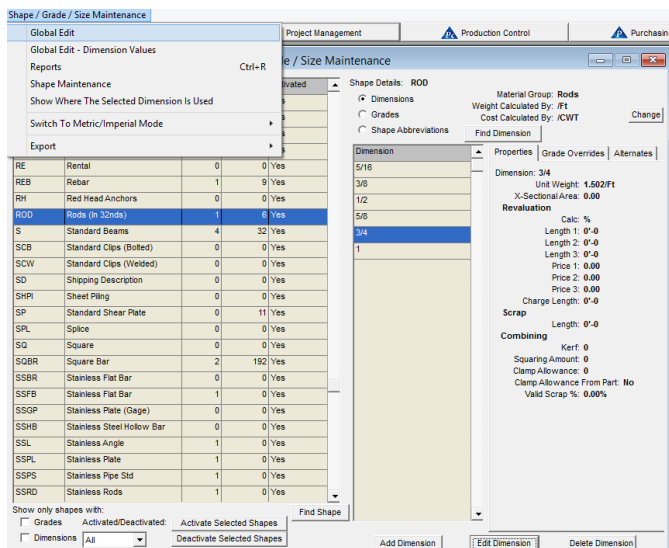 Shape / Grade / Size Maintenance
Global Edit
Global Edit - Dimension Values
Reports Ctrl+R
Shape Maintenance
Show Where The Selected Dimension Is Used
Switch To Metric/Imperial Mode
Export
Project Management
Production Control
Purchasin
e / Size Maintenance
ivated
RE Rental 0 0 Yes
REB Rebar 1 9 Yes
RH Red Head Anchors 0 0 Yes
ROD Rods (In 32nds) 1 6 Yes
S Standard Beams 4 32 Yes
SCB Standard Clips (Bolted) 0 0 Yes
SCW Standard Clips (Welded) 0 0 Yes
SD Shipping Description 0 0 Yes
SHPI Sheet Piling 0 0 Yes
SP Standard Shear Plate 0 11 Yes
SPL Splice 0 0 Yes
SQ Square 0 0 Yes
SQBR Square Bar 2 192 Yes
SSBR Stainless Flat Bar 0 0 Yes
SSFB Stainless Flat Bar 1 0 Yes
SSGP Stainless Plate (Gage) 0 0 Yes
SSHB Stainless Steel Hollow Bar 0 0 Yes
SSL Stainless Angle 1 0 Yes
SSPL Stainless Plate 1 0 Yes
SSPS Stainless Pipe Std 1 0 Yes
SSRD Stainless Rods 1 0 Yes
Show only shapes with:
Find Shape
Grades Activated/Deactivated: Activate Selected Shapes
Dimensions All Deactivate Selected Shapes
Shape Details: ROD
Dimensions
Grades
Shape Abbreviations
Material Group: Rods
Weight Calculated By: /Ft
Cost Calculated By: /CWT
Change
Find Dimension
Dimension
5/16
3/8
1/2
5/8
3/4
1
Properties Grade Overrides Alternates
Dimension: 3/4
Unit Weight: 1.502/Ft
X-Sectional Area: 0.00
Revaluation
Calc: %
Length 1: 0'-0
Length 2: 0'-0
Length 3: 0'-0
Price 1: 0.00
Price 2: 0.00
Price 3: 0.00
Charge Length: 0'-0
Scrap
Length: 0'-0
Combining
Kerf: 0
Squaring Amount: 0
Clamp Allowance: 0
Clamp Allowance From Part: No
Valid Scrap %: 0.00%
Add Dimension Edit Dimension Delete Dimension